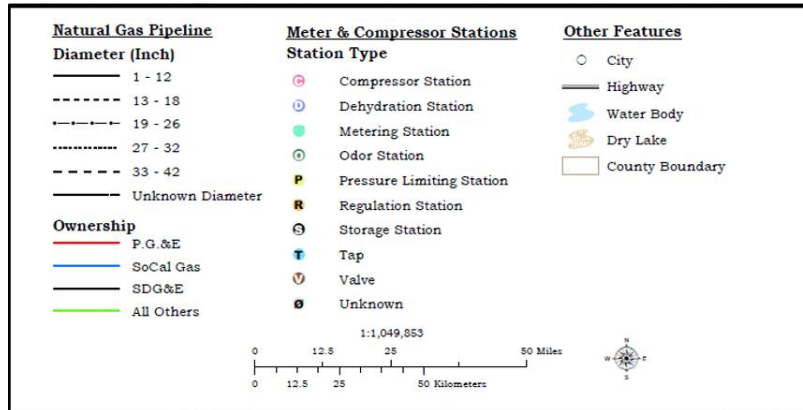 Natural Gas Pipeline
Diameter (Inch)
1 - 12
13 - 18
19 - 26
27 - 32
33 - 42
Unknown Diameter
Ownership
P.G.&E
SoCal Gas
SDG&E
All Others
Meter & Compressor Stations
Station Type
C Compressor Station
D Dehydration Station
Metering Station
O Odor Station
P Pressure Limiting Station
R Regulation Station
S Storage Station
T Tap
V Valve
Ø Unknown
Other Features
City
Highway
Water Body
Dry Lake
County Boundary
1:1,049,853
0 12.5 25 50 Miles
0 12.5 25 50 Kilometers
N
W E
S